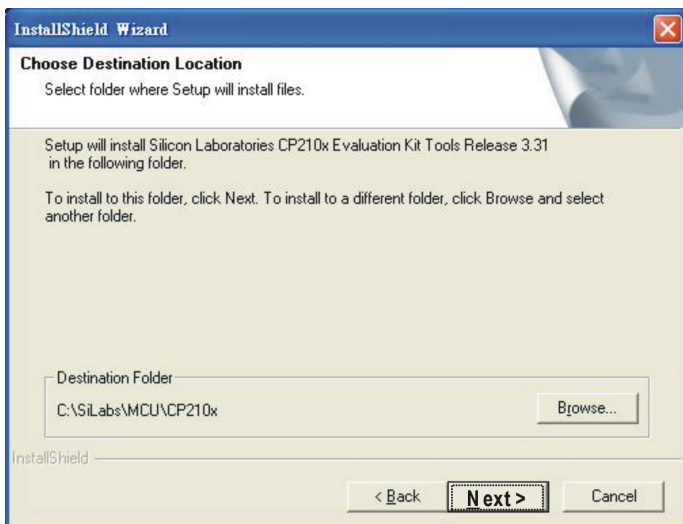 InstallShield Wizard
Choose Destination Location
Select folder where Setup will install files.
Setup will install Silicon Laboratories CP210x Evaluation Kit Tools Release 3.31
in the following folder.
To install to this folder, click Next. To install to a different folder, click Browse and select
another folder.
Destination Folder
C:\SiLabs\MCU\CP210x
Browse...
InstallShield
< Back
Next >
Cancel